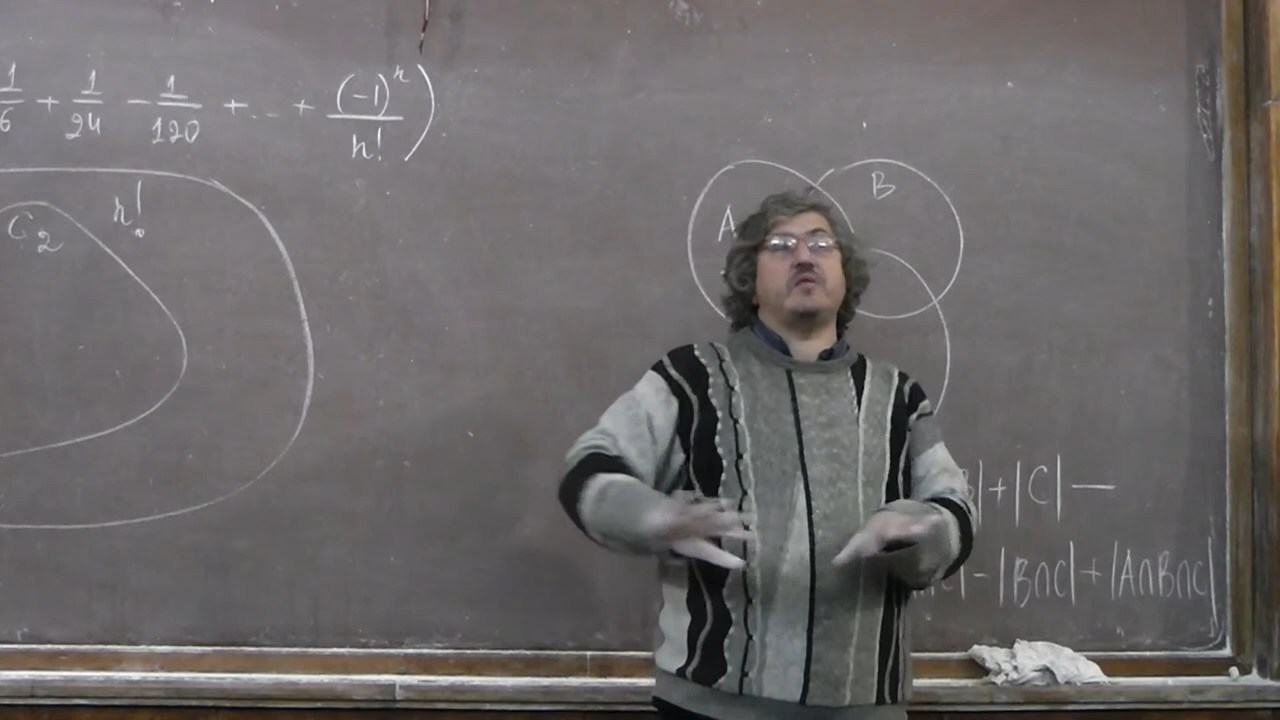 1/6 + 1/24 - 1/120 + ... + (-1)^n/n! )
C2 n!
A B
| + |C| —
| - |B∩C| + |A∩B∩C|